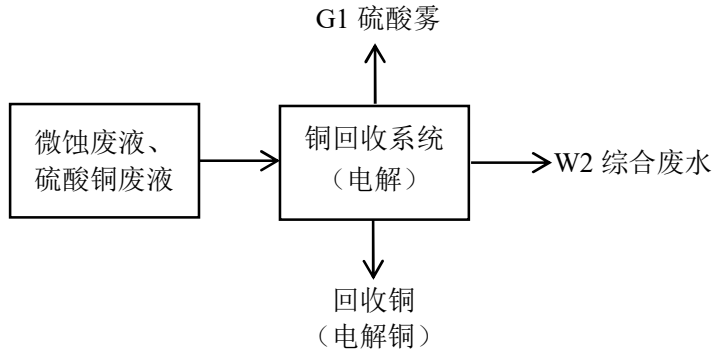 G1 硫酸雾
微蚀废液、
硫酸铜废液
铜回收系统
（电解）
W2 综合废水
回收铜
（电解铜）